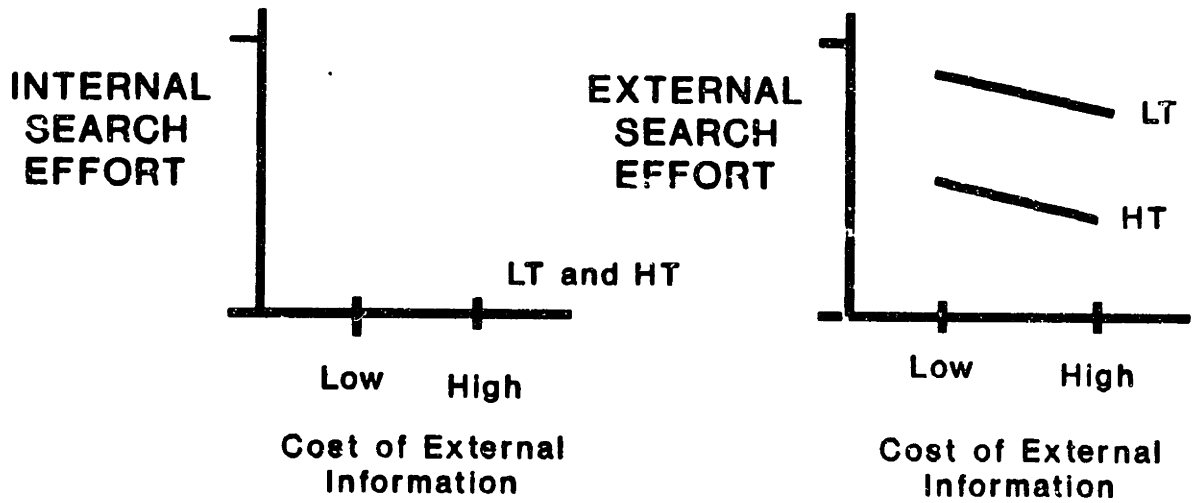 INTERNAL
SEARCH
EFFORT
LT and HT
Low
High
Cost of External
Information
EXTERNAL
SEARCH
EFFORT
LT
HT
Low
High
Cost of External
Information